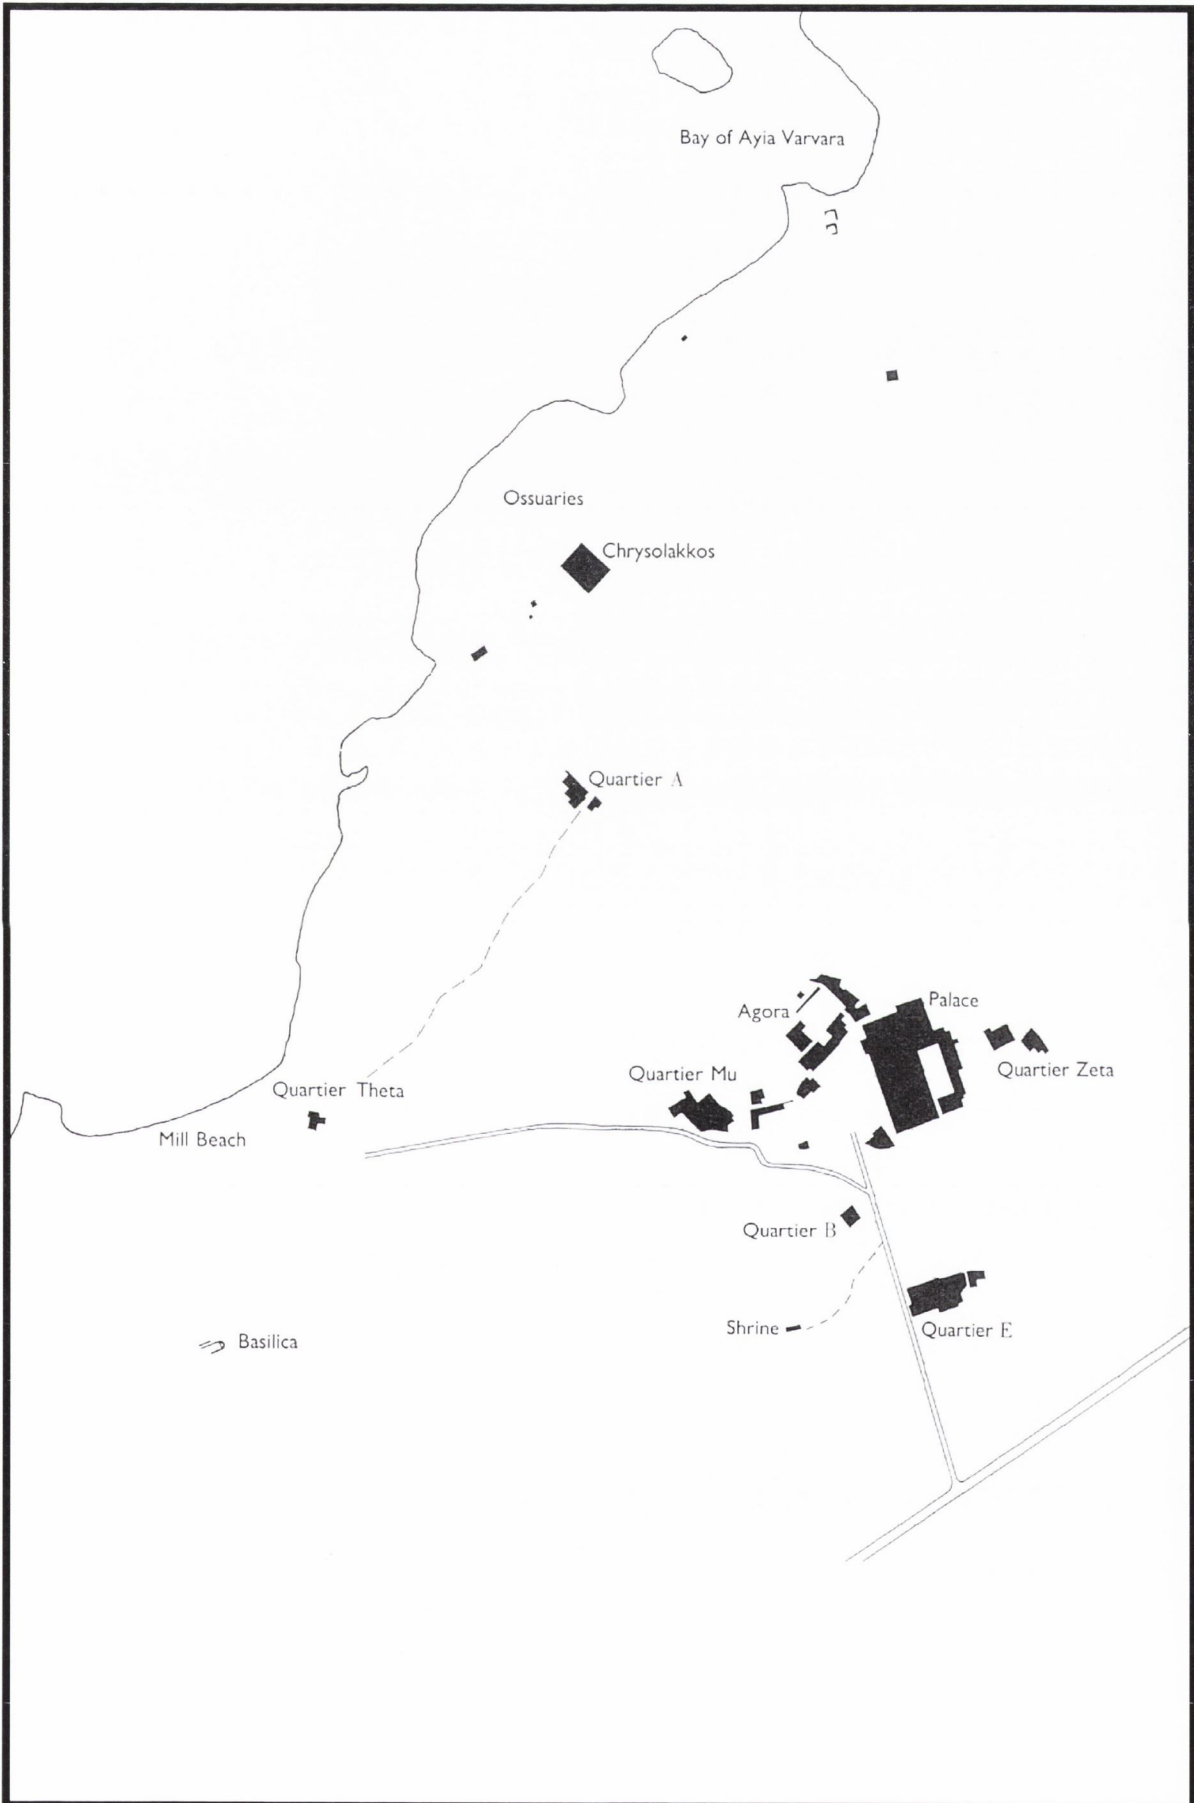 Bay of Ayia Varvara
Ossuaries
Chrysolakkos
Quartier A
Agora
Palace
Quartier Mu
Quartier Zeta
Quartier Theta
Mill Beach
Quartier B
Shrine
Quartier E
Basilica